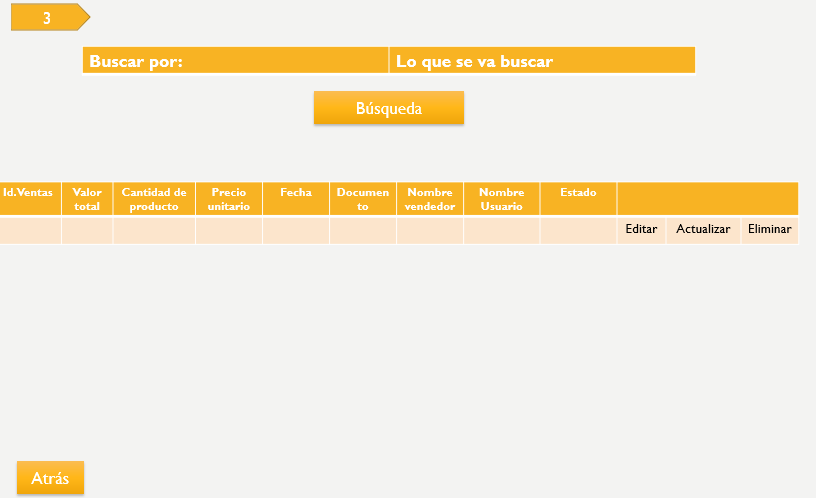 3
Buscar por: Lo que se va buscar
Búsqueda
Id.Ventas Valor Cantidad de Precio Fecha Documen Nombre Nombre Estado
total producto unitario to vendedor Usuario
Editar Actualizar Eliminar
Atrás